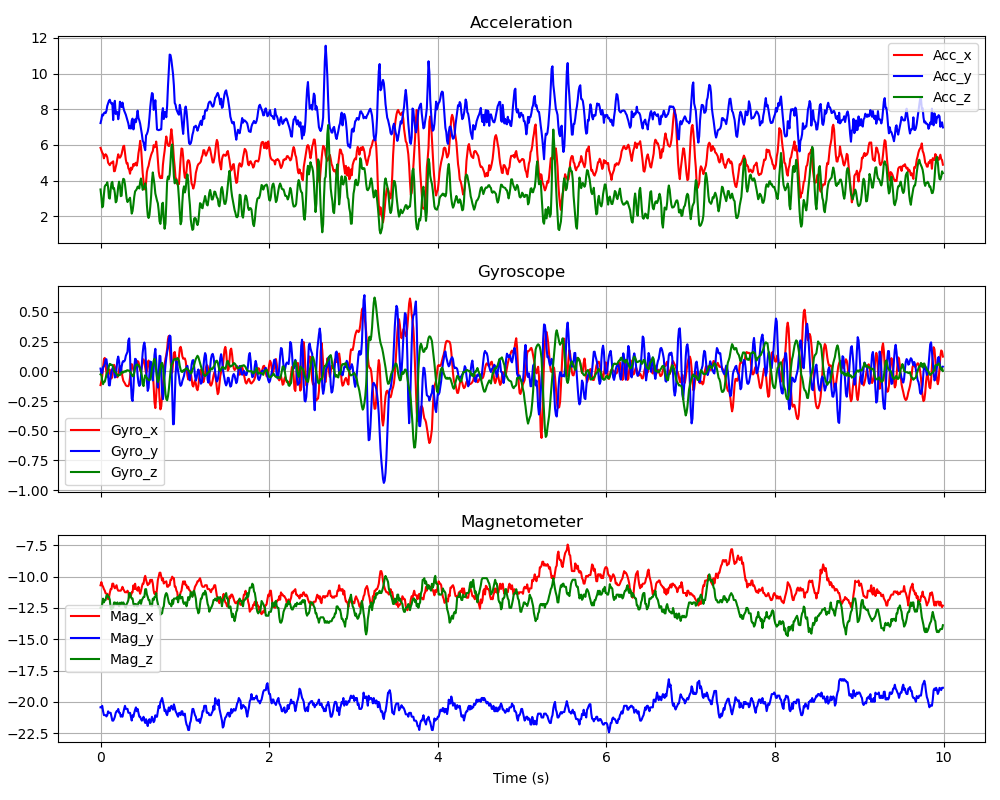 Acceleration
12
10
8
6
4
2
Acc_x
Acc_y
Acc_z
Gyroscope
0.50
0.25
0.00
−0.25
−0.50
−0.75
−1.00
Gyro_x
Gyro_y
Gyro_z
Magnetometer
−7.5
−10.0
−12.5
−15.0
−17.5
−20.0
−22.5
Mag_x
Mag_y
Mag_z
0 2 4 6 8 10
Time (s)